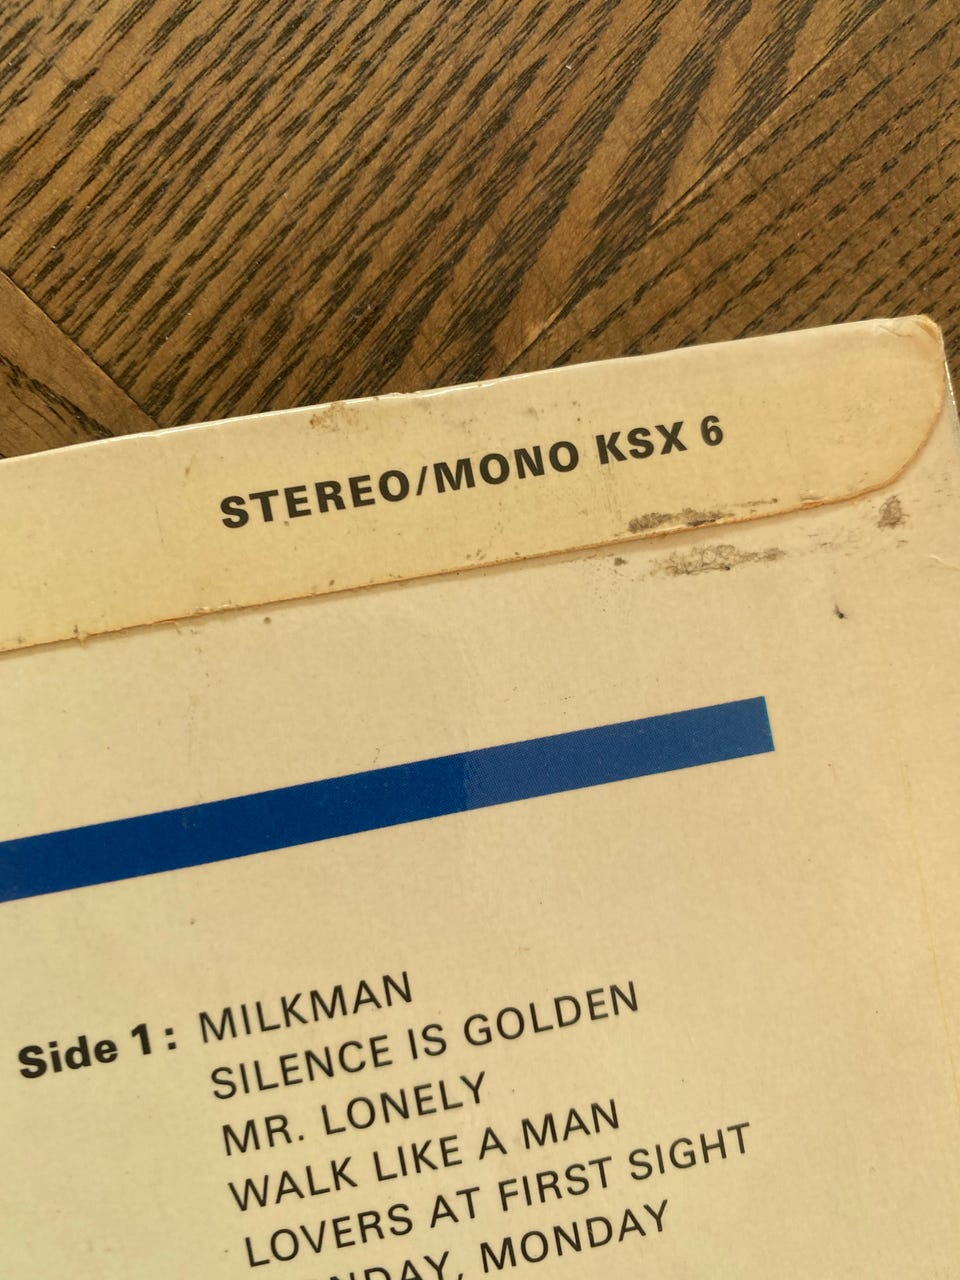 STEREO/MONO KSX 6
Side 1: MILKMAN
SILENCE IS GOLDEN
MR. LONELY
WALK LIKE A MAN
LOVERS AT FIRST SIGHT
MONDAY, MONDAY